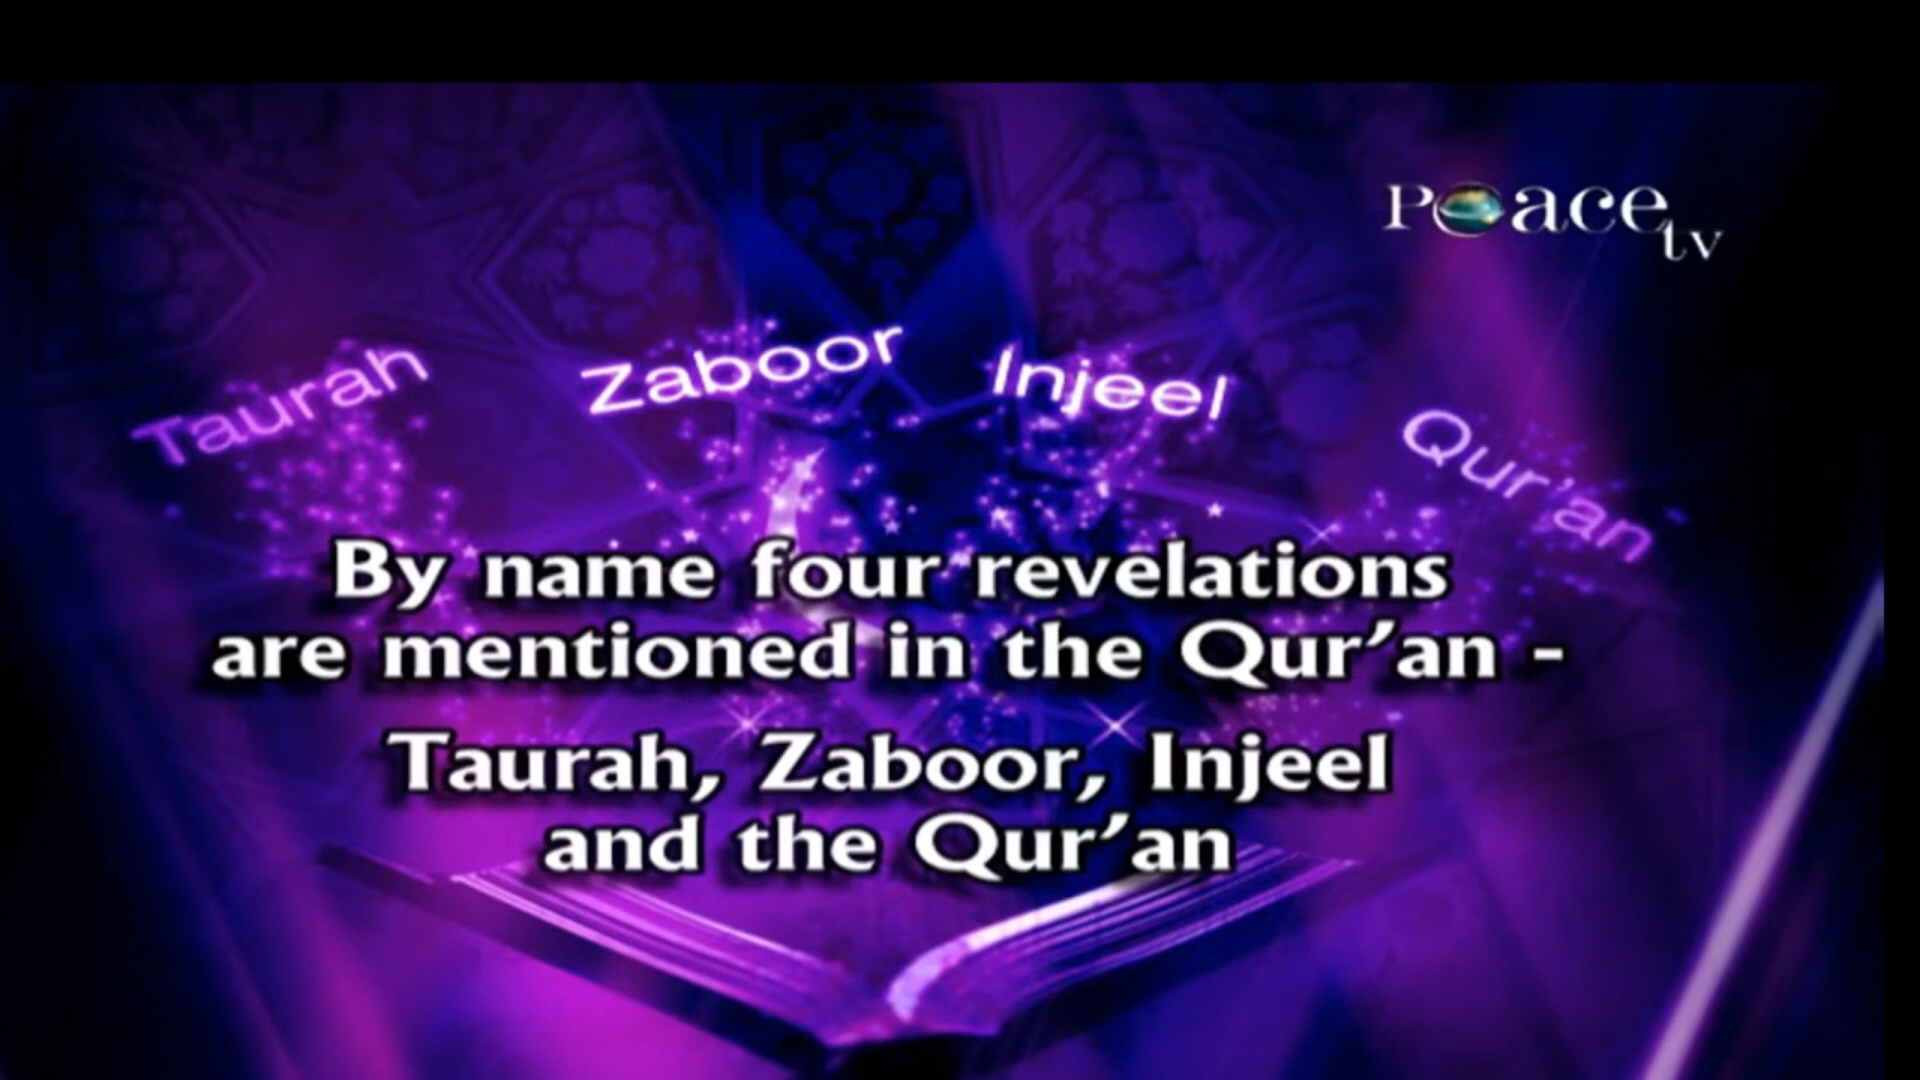 Peace tv
Taurah
Zaboor
Injeel
Qur'an
By name four revelations
are mentioned in the Qur'an -
Taurah, Zaboor, Injeel
and the Qur'an